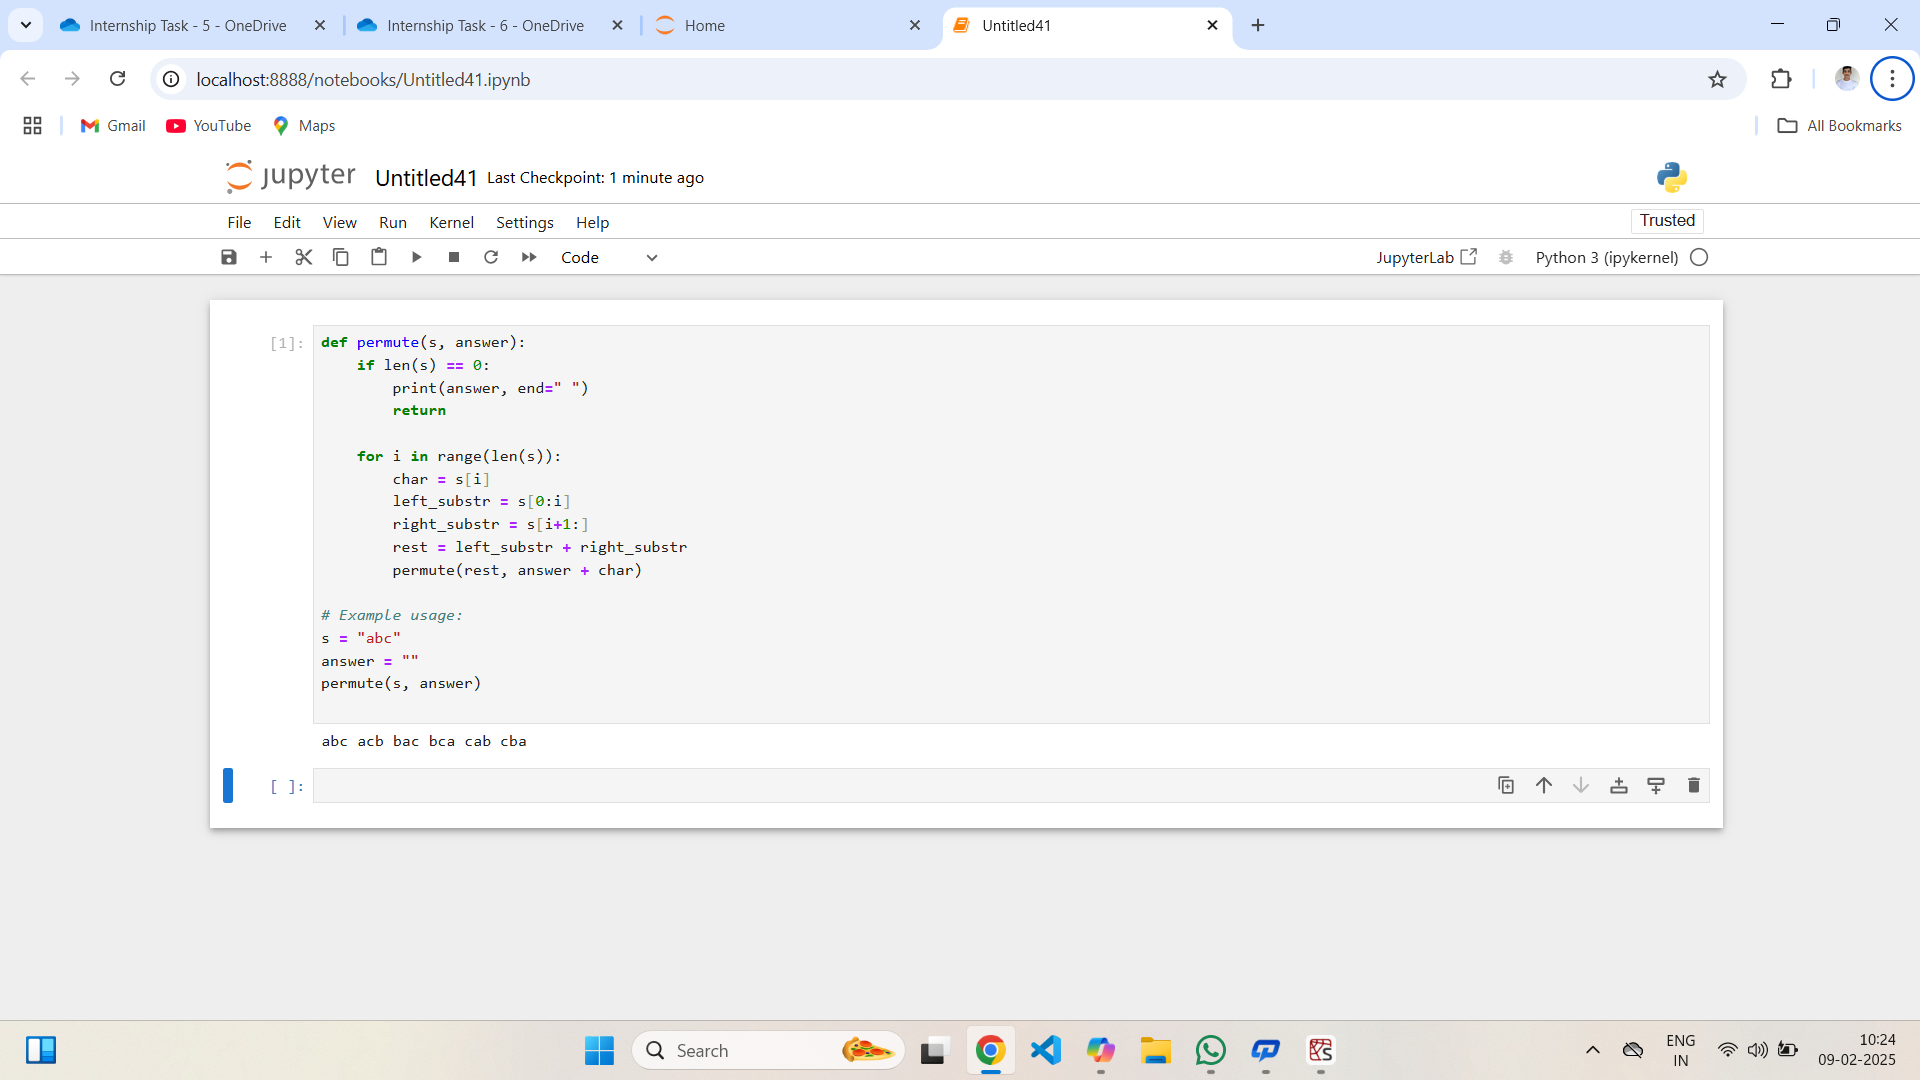 Internship Task - 5 - OneDrive
Internship Task - 6 - OneDrive
Home
Untitled41
localhost:8888/notebooks/Untitled41.ipynb
Gmail
YouTube
Maps
All Bookmarks
jupyter Untitled41 Last Checkpoint: 1 minute ago
File Edit View Run Kernel Settings Help
Trusted
Code
JupyterLab
Python 3 (ipykernel)
[1]:
def permute(s, answer):
    if len(s) == 0:
        print(answer, end=" ")
        return
    for i in range(len(s)):
        char = s[i]
        left_substr = s[0:i]
        right_substr = s[i+1:]
        rest = left_substr + right_substr
        permute(rest, answer + char)
# Example usage:
s = "abc"
answer = ""
permute(s, answer)
abc acb bac bca cab cba
[ ]:
Search
ENG
IN
10:24
09-02-2025